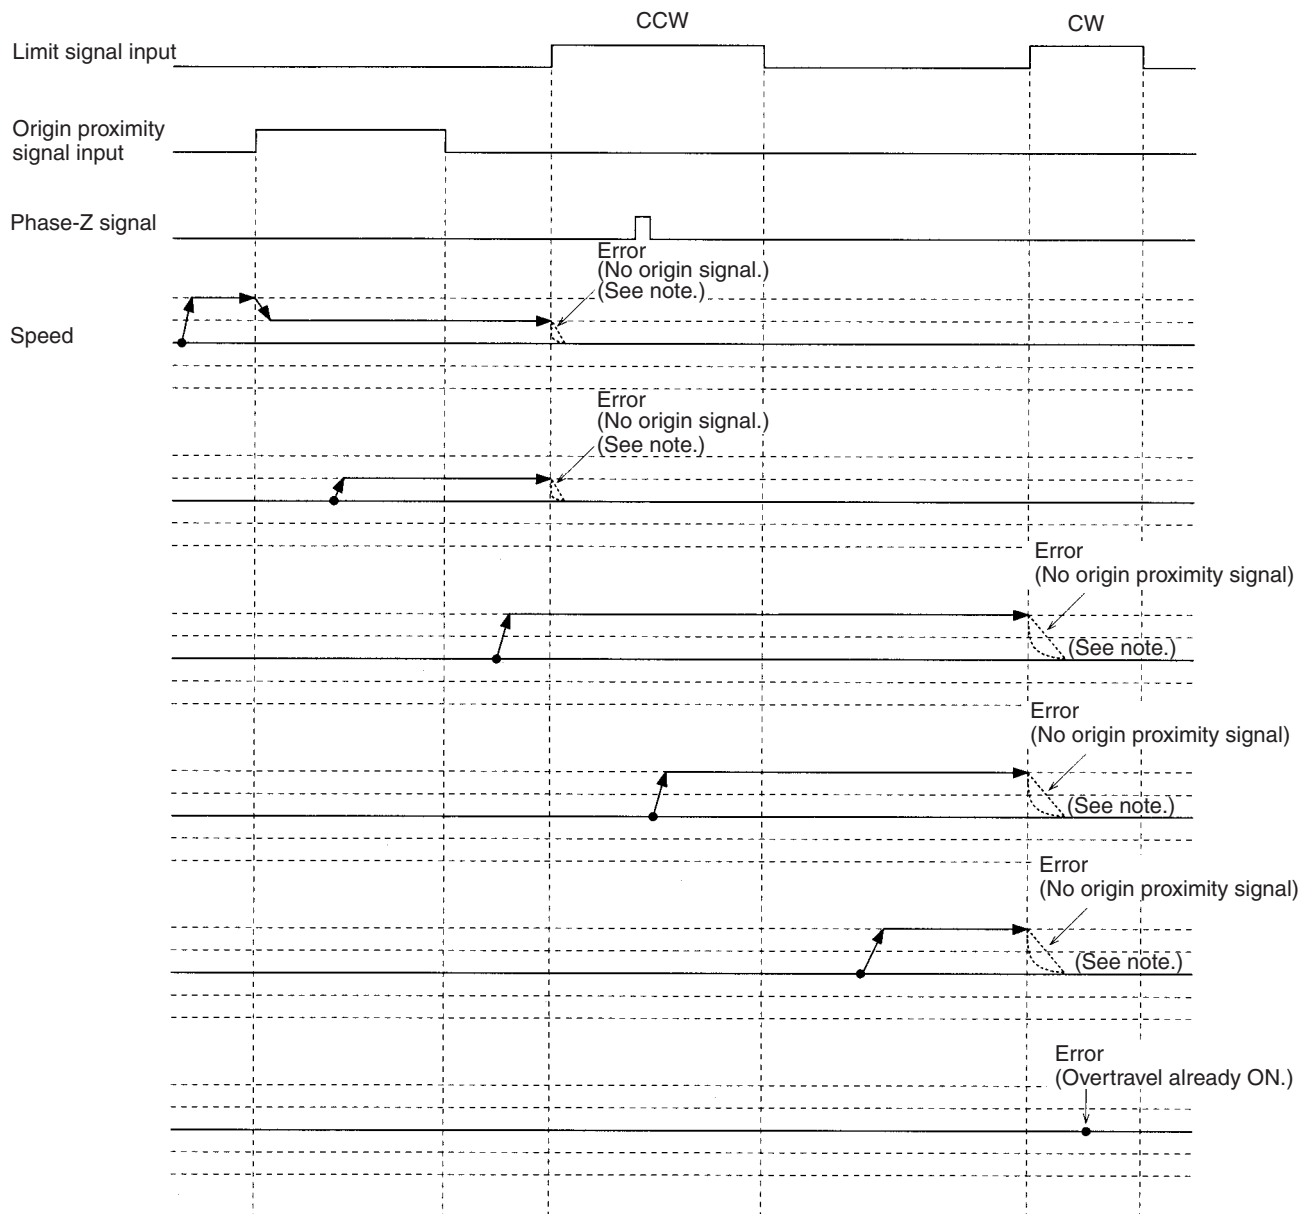 CCW
CW
Limit signal input
Origin proximity
signal input
Phase-Z signal
Error
(No origin signal.)
(See note.)
Speed
Error
(No origin signal.)
(See note.)
Error
(No origin proximity signal)
(See note.)
Error
(No origin proximity signal)
(See note.)
Error
(No origin proximity signal)
(See note.)
Error
(Overtravel already ON.)